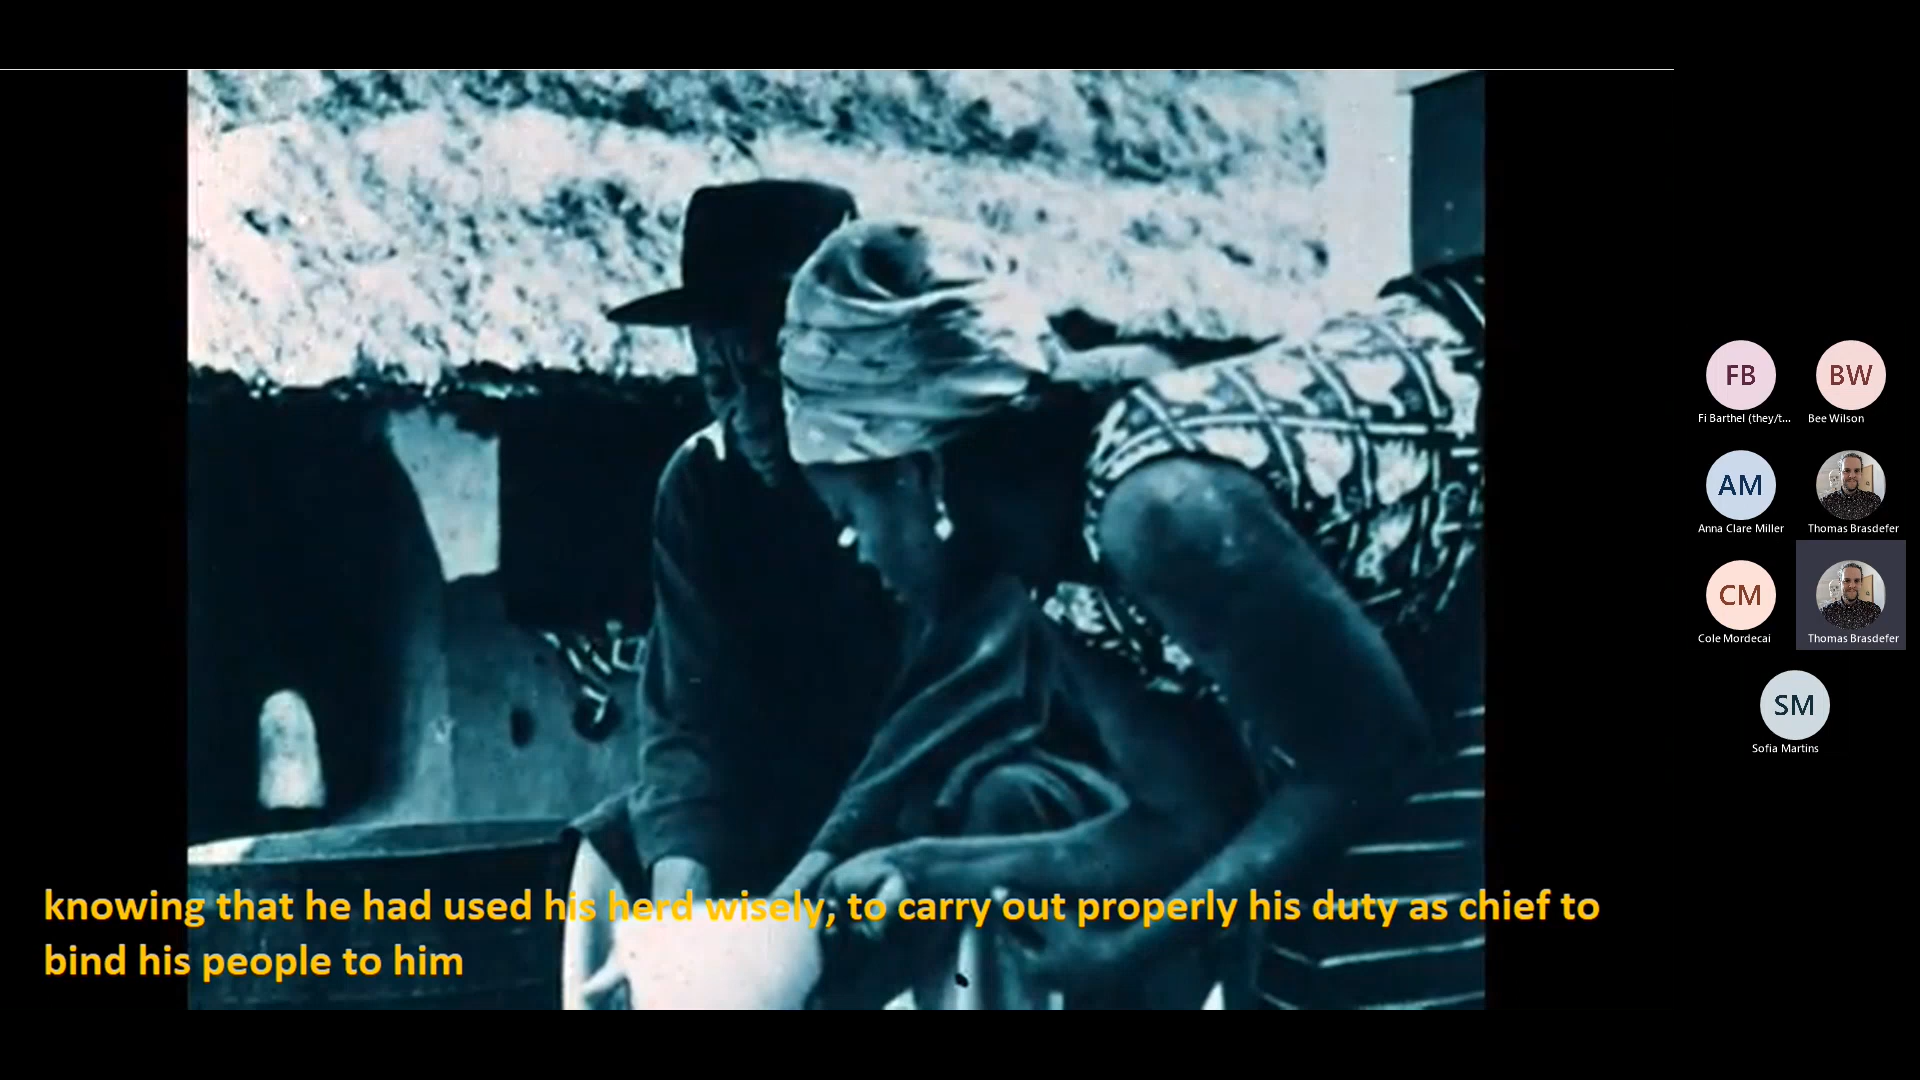 FB
BW
Fi Barthel (they/t...
Bee Wilson
AM
Anna Clare Miller
Thomas Brasdefer
CM
Cole Mordecai
Thomas Brasdefer
SM
Sofia Martins
knowing that he had used his herd wisely; to carry out properly his duty as chief to
bind his people to him